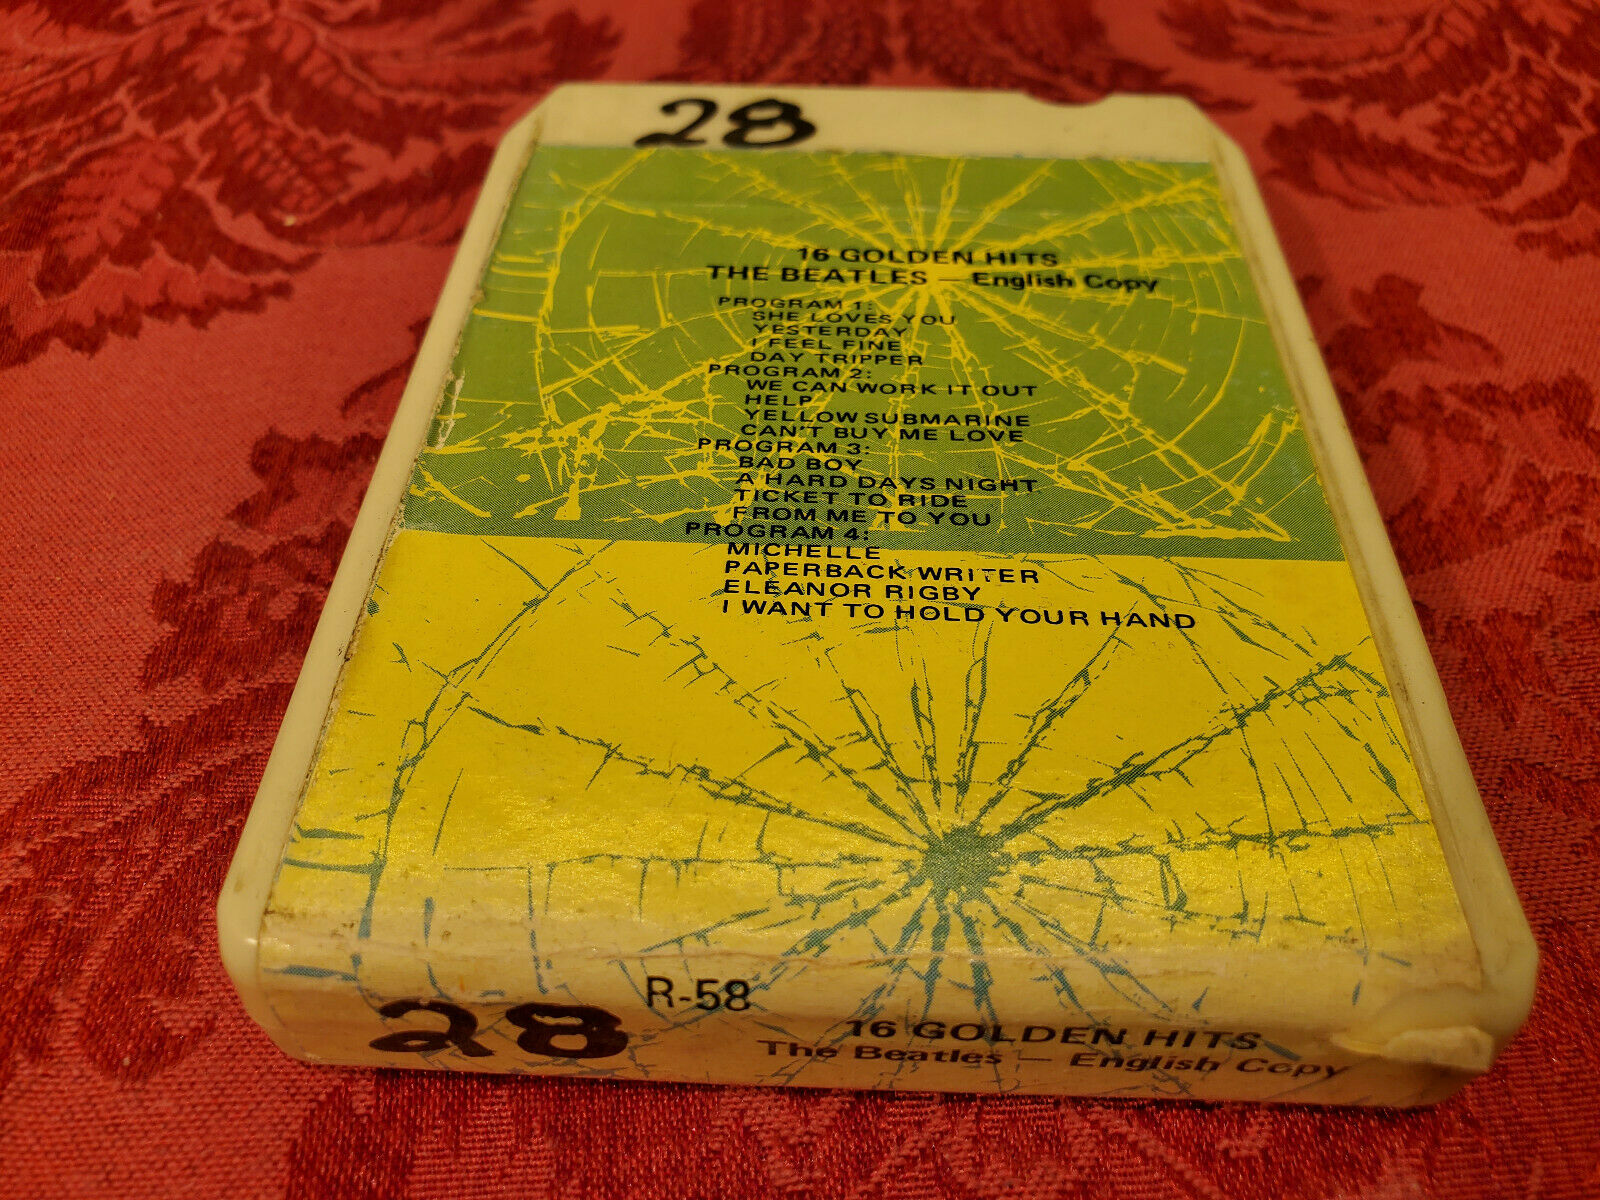 28
16 GOLDEN HITS
THE BEATLES — English Copy
PROGRAM 1:
SHE LOVES YOU
YESTERDAY
I FEEL FINE
DAY TRIPPER
PROGRAM 2:
WE CAN WORK IT OUT
HELP
YELLOW SUBMARINE
CAN'T BUY ME LOVE
PROGRAM 3:
BAD BOY
A HARD DAYS NIGHT
TICKET TO RIDE
FROM ME TO YOU
PROGRAM 4:
MICHELLE
PAPERBACK WRITER
ELEANOR RIGBY
I WANT TO HOLD YOUR HAND
R-58
28
16 GOLDEN HITS
The Beatles — English Copy